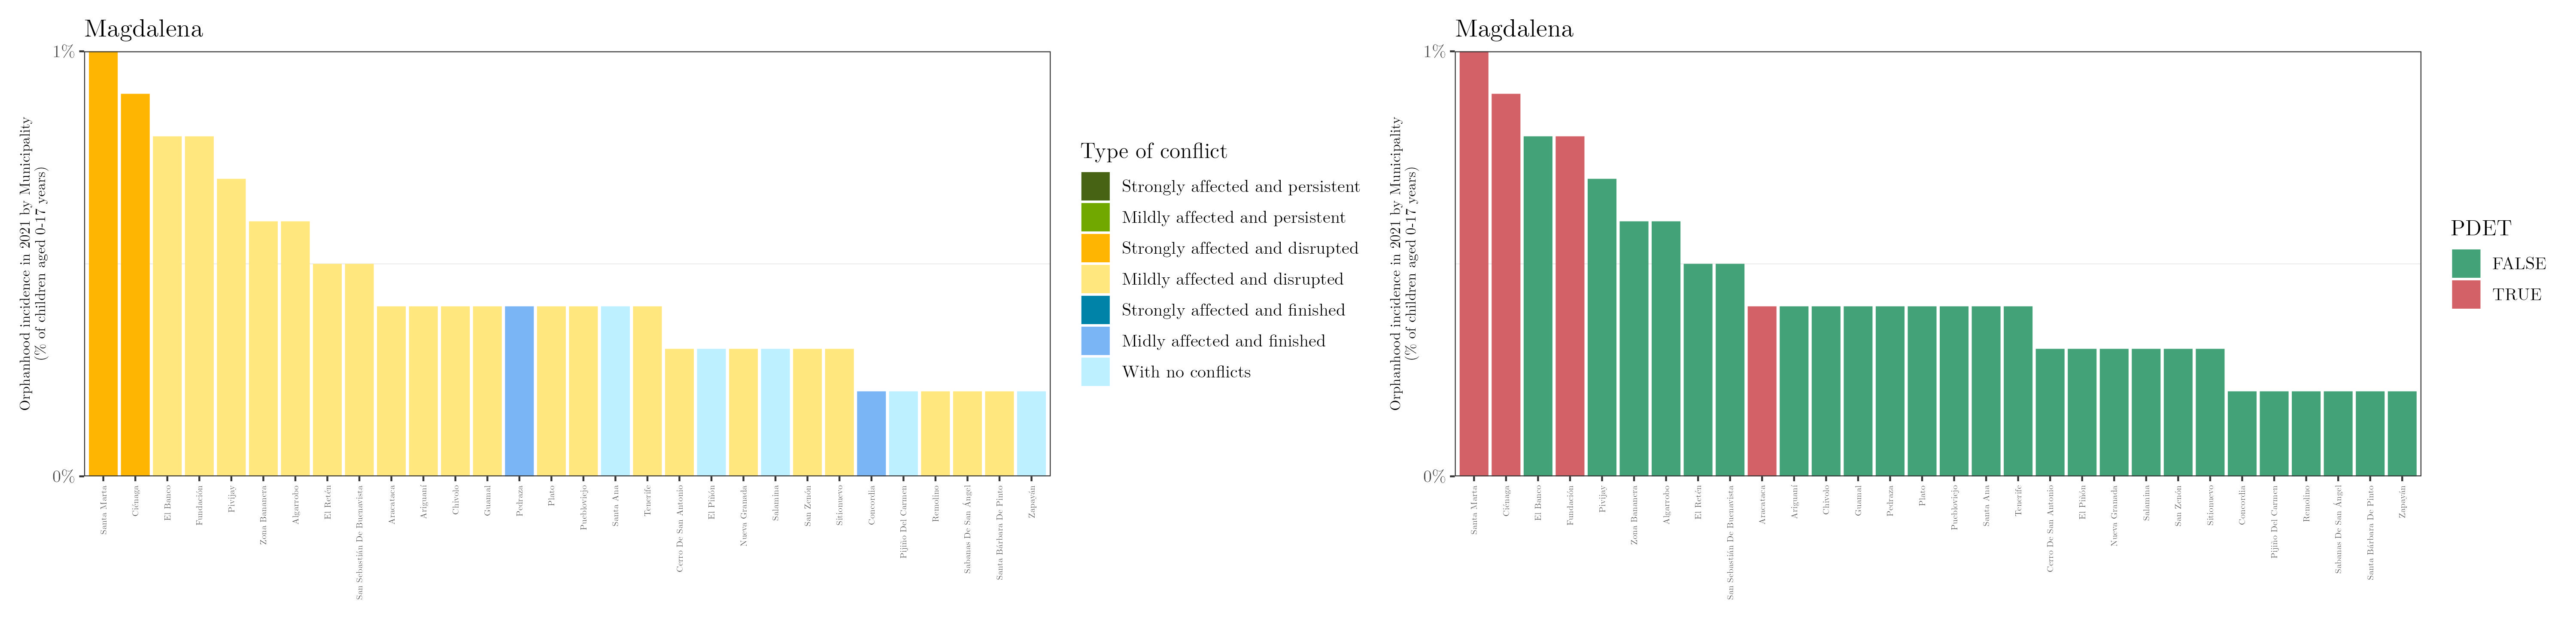 Magdalena
1%
0%
Orphanhood incidence in 2021 by Municipality
(% of children aged 0-17 years)
Santa Marta
Ciénaga
El Banco
Fundación
Pivijay
Zona Bananera
Algarrobo
El Retén
San Sebastián De Buenavista
Aracataca
Ariguaní
Chivolo
Guamal
Pedraza
Plato
Puebloviejo
Santa Ana
Tenerife
Cerro De San Antonio
El Piñón
Nueva Granada
Salamina
San Zenón
Sitionuevo
Concordia
Pijiño Del Carmen
Remolino
Sabanas De San Ángel
Santa Bárbara De Pinto
Zapayán
Type of conflict
Strongly affected and persistent
Mildly affected and persistent
Strongly affected and disrupted
Mildly affected and disrupted
Strongly affected and finished
Midly affected and finished
With no conflicts
Magdalena
1%
0%
Orphanhood incidence in 2021 by Municipality
(% of children aged 0-17 years)
Santa Marta
Ciénaga
El Banco
Fundación
Pivijay
Zona Bananera
Algarrobo
El Retén
San Sebastián De Buenavista
Aracataca
Ariguaní
Chivolo
Guamal
Pedraza
Plato
Puebloviejo
Santa Ana
Tenerife
Cerro De San Antonio
El Piñón
Nueva Granada
Salamina
San Zenón
Sitionuevo
Concordia
Pijiño Del Carmen
Remolino
Sabanas De San Ángel
Santa Bárbara De Pinto
Zapayán
PDET
FALSE
TRUE